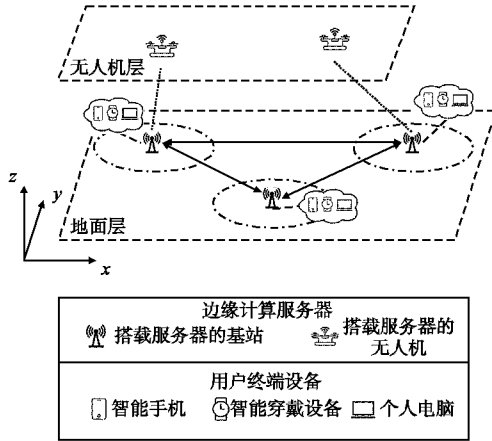 无人机层
z
y
地面层
x
边缘计算服务器
搭载服务器的基站
搭载服务器的
无人机
用户终端设备
智能手机
智能穿戴设备
个人电脑